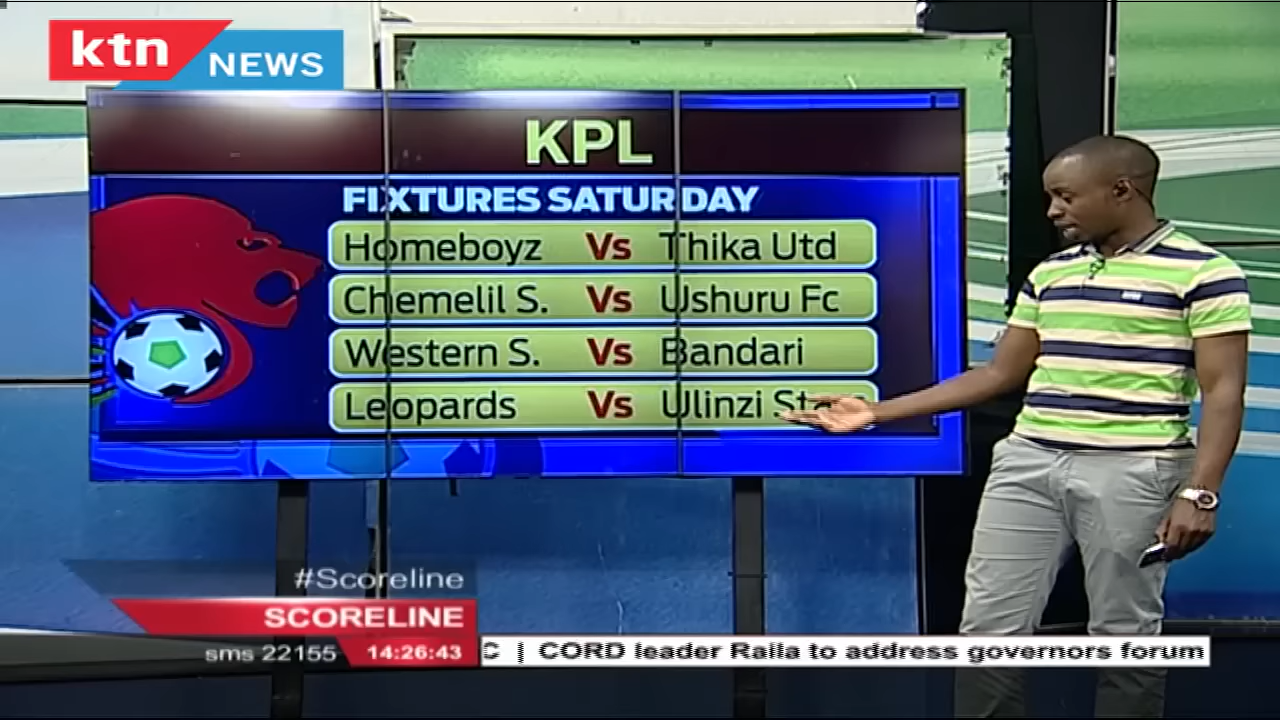 ktn NEWS
KPL
FIXTURES SATURDAY
Homeboyz Vs Thika Utd
Chemelil S. Vs Ushuru Fc
Western S. Vs Bandari
Leopards Vs Ulinzi
#Scoreline
SCORELINE
sms 22155 14:26:43
C | CORD leader Raila to address governors forum